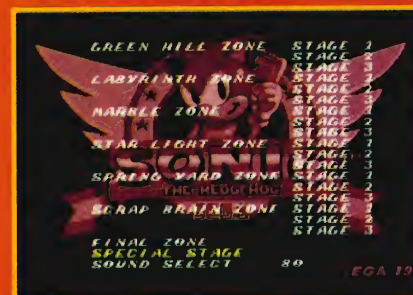 GREEN HILL ZONE STAGE 1
STAGE 2
STAGE 3
LABYRINTH ZONE STAGE 1
STAGE 2
STAGE 3
MARBLE ZONE STAGE 1
STAGE 2
STAGE 3
STAR LIGHT ZONE STAGE 1
STAGE 2
STAGE 3
SPRING YARD ZONE STAGE 1
STAGE 2
STAGE 3
SCRAP BRAIN ZONE STAGE 1
STAGE 2
STAGE 3
FINAL ZONE
SPECIAL STAGE
SOUND SELECT 80
SONIC
THE HEDGEHOG
EGA 19